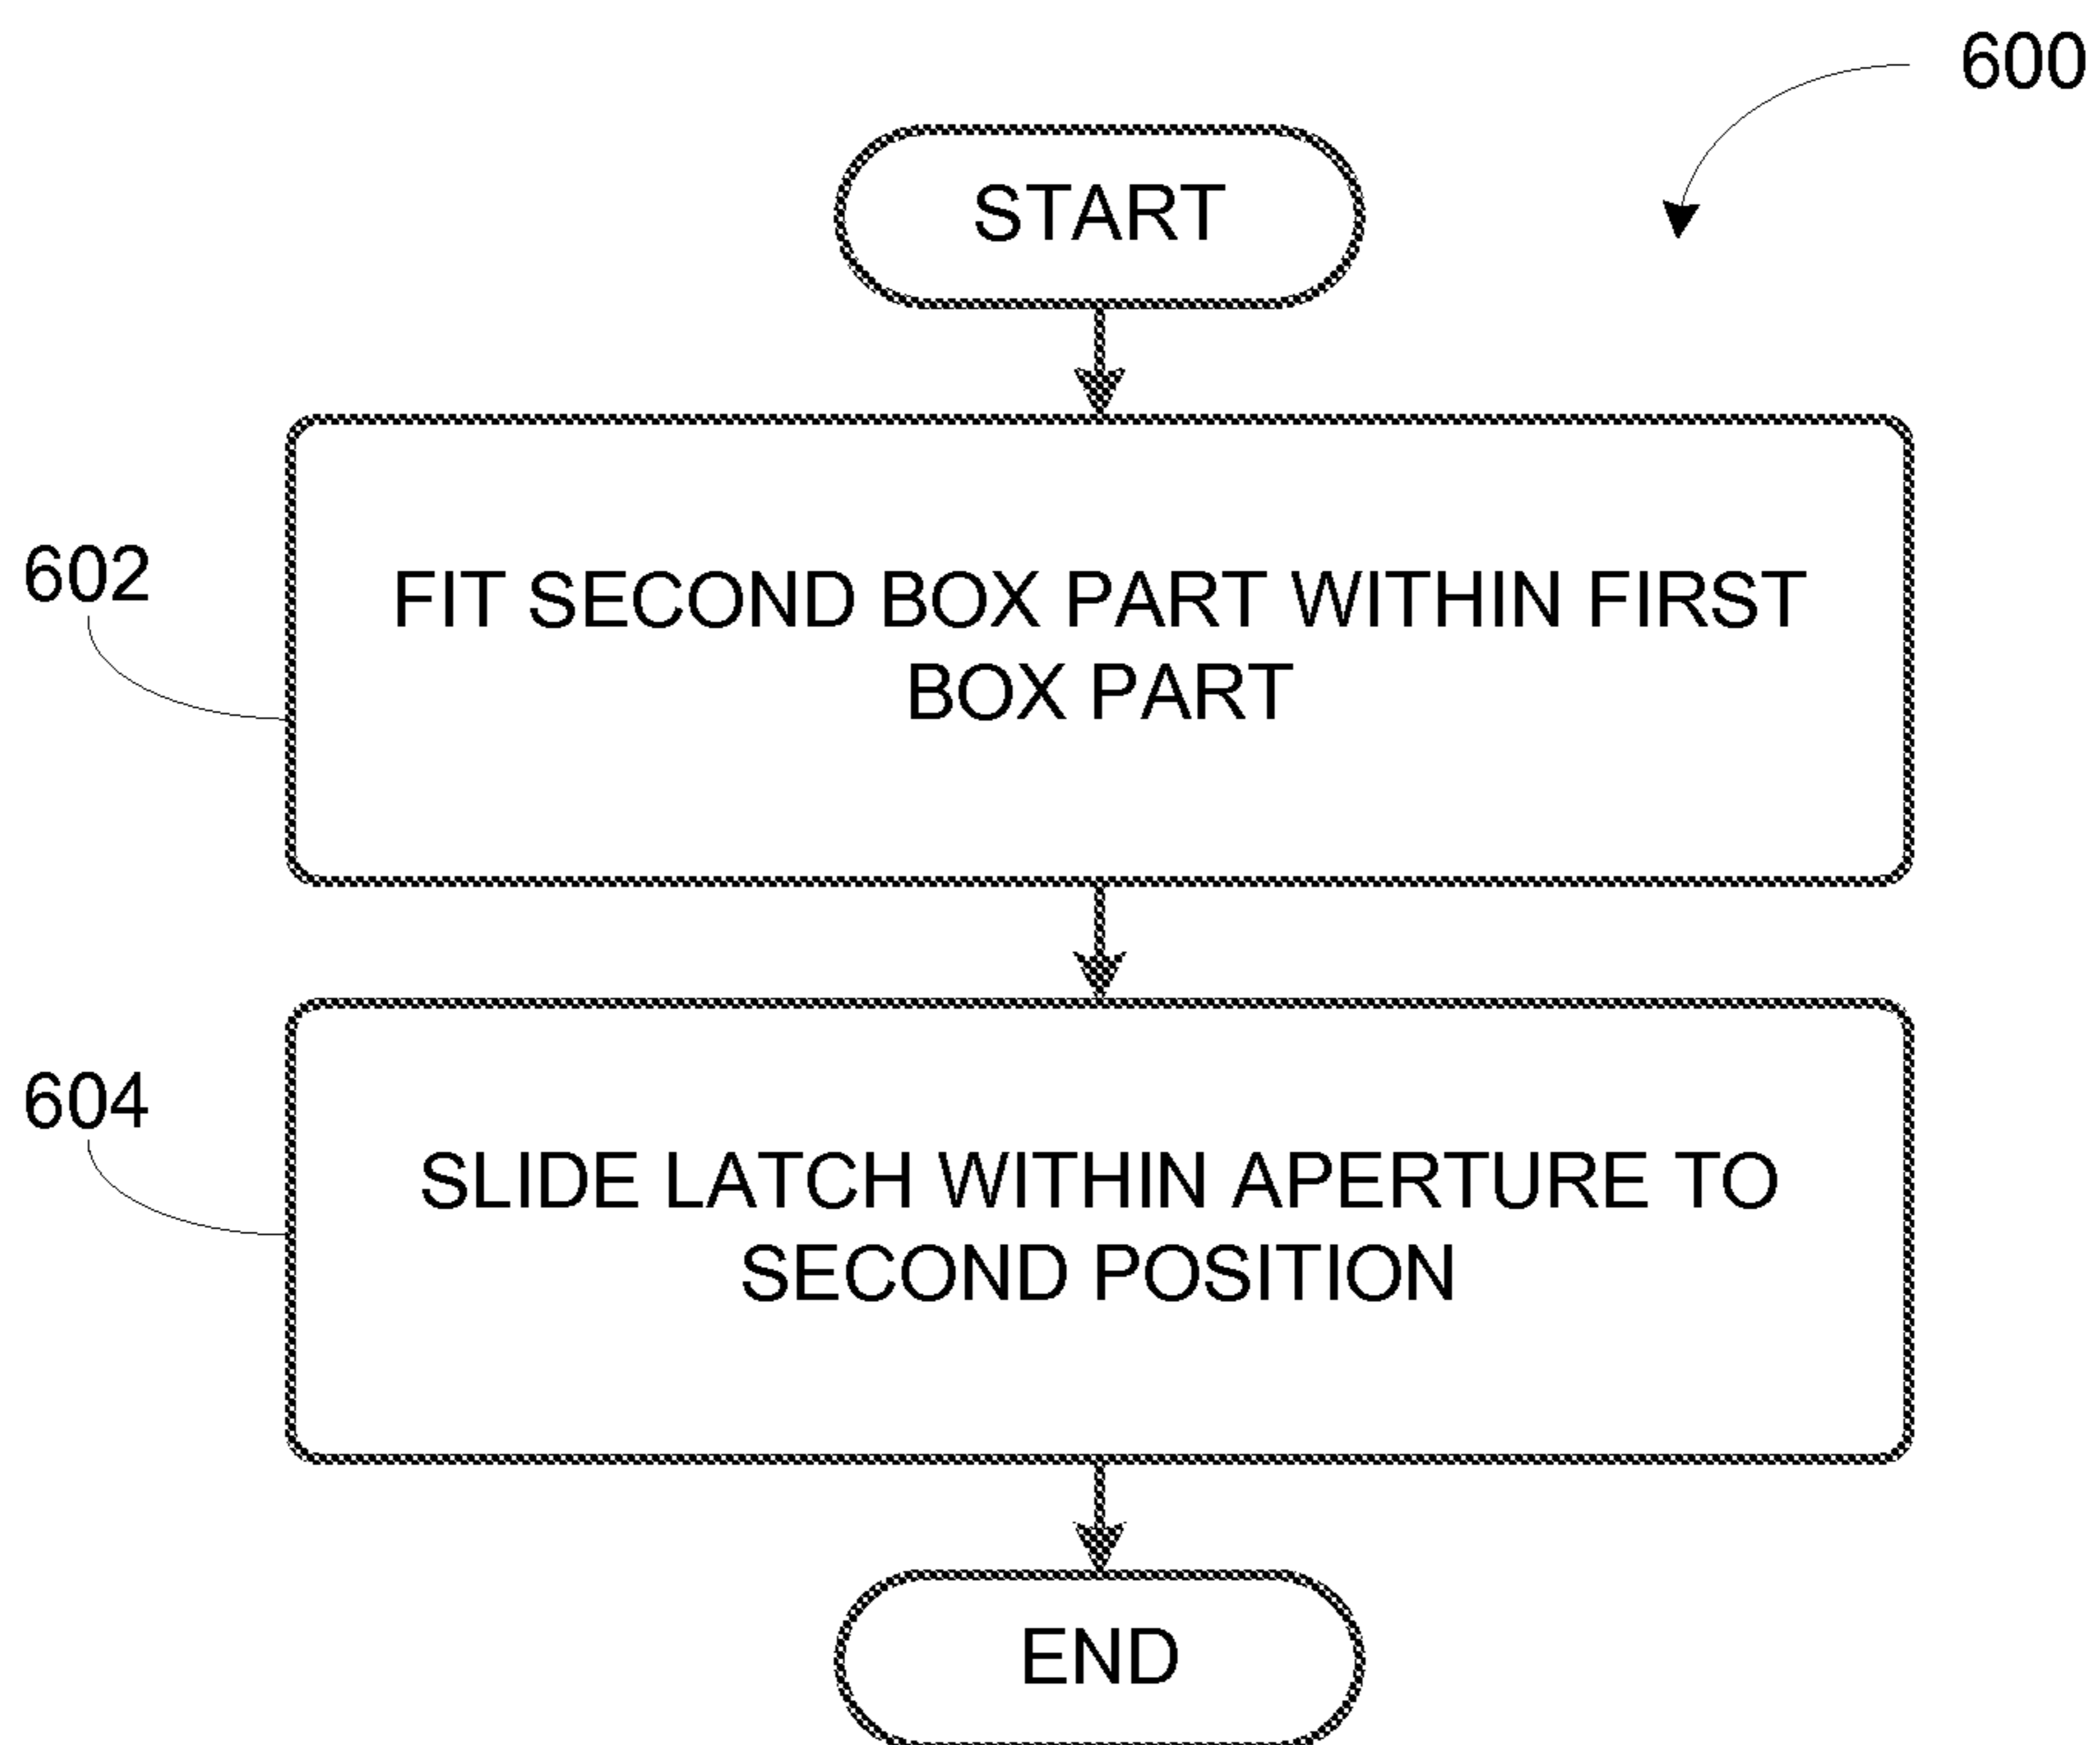 600
START
602
FIT SECOND BOX PART WITHIN FIRST
BOX PART
604
SLIDE LATCH WITHIN APERTURE TO
SECOND POSITION
END